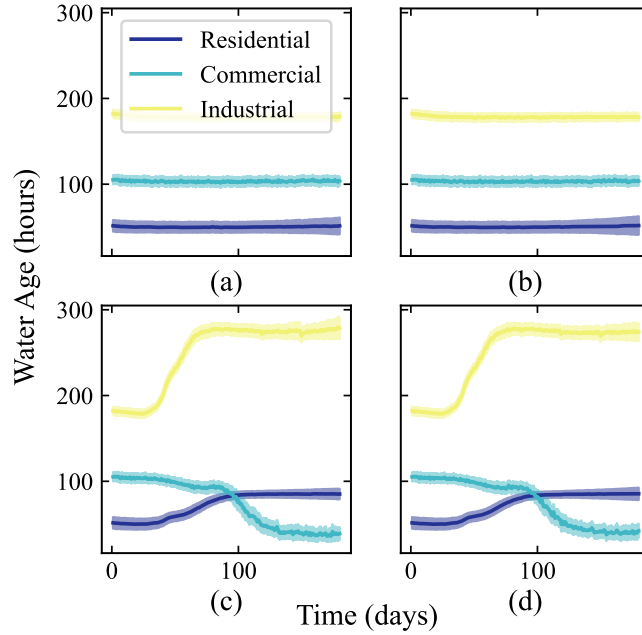 300
200
100
Residential
Commercial
Industrial
(a)
(b)
Water Age (hours)
300
200
100
0
100
0
100
(c)
(d)
Time (days)